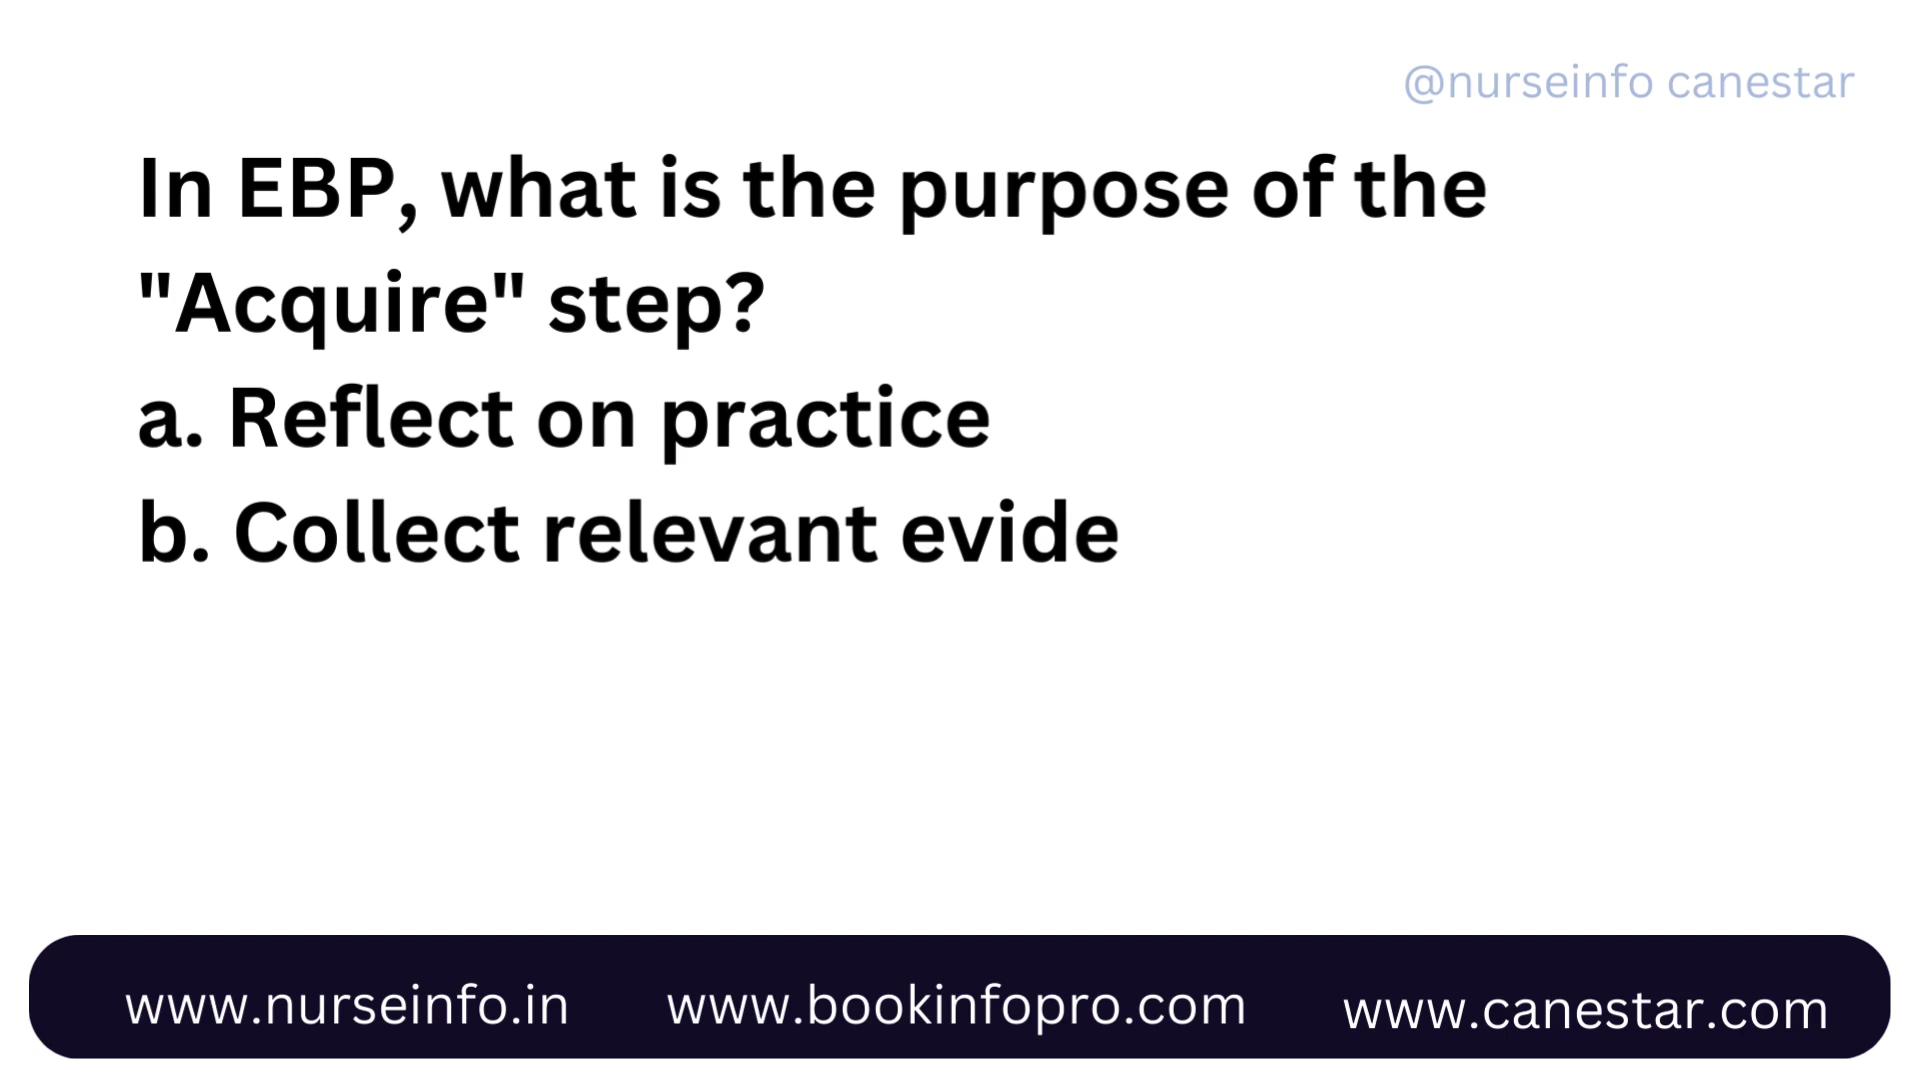 @nurseinfo canestar
In EBP, what is the purpose of the
"Acquire" step?
a. Reflect on practice
b. Collect relevant evide
www.nurseinfo.in www.bookinfopro.com www.canestar.com